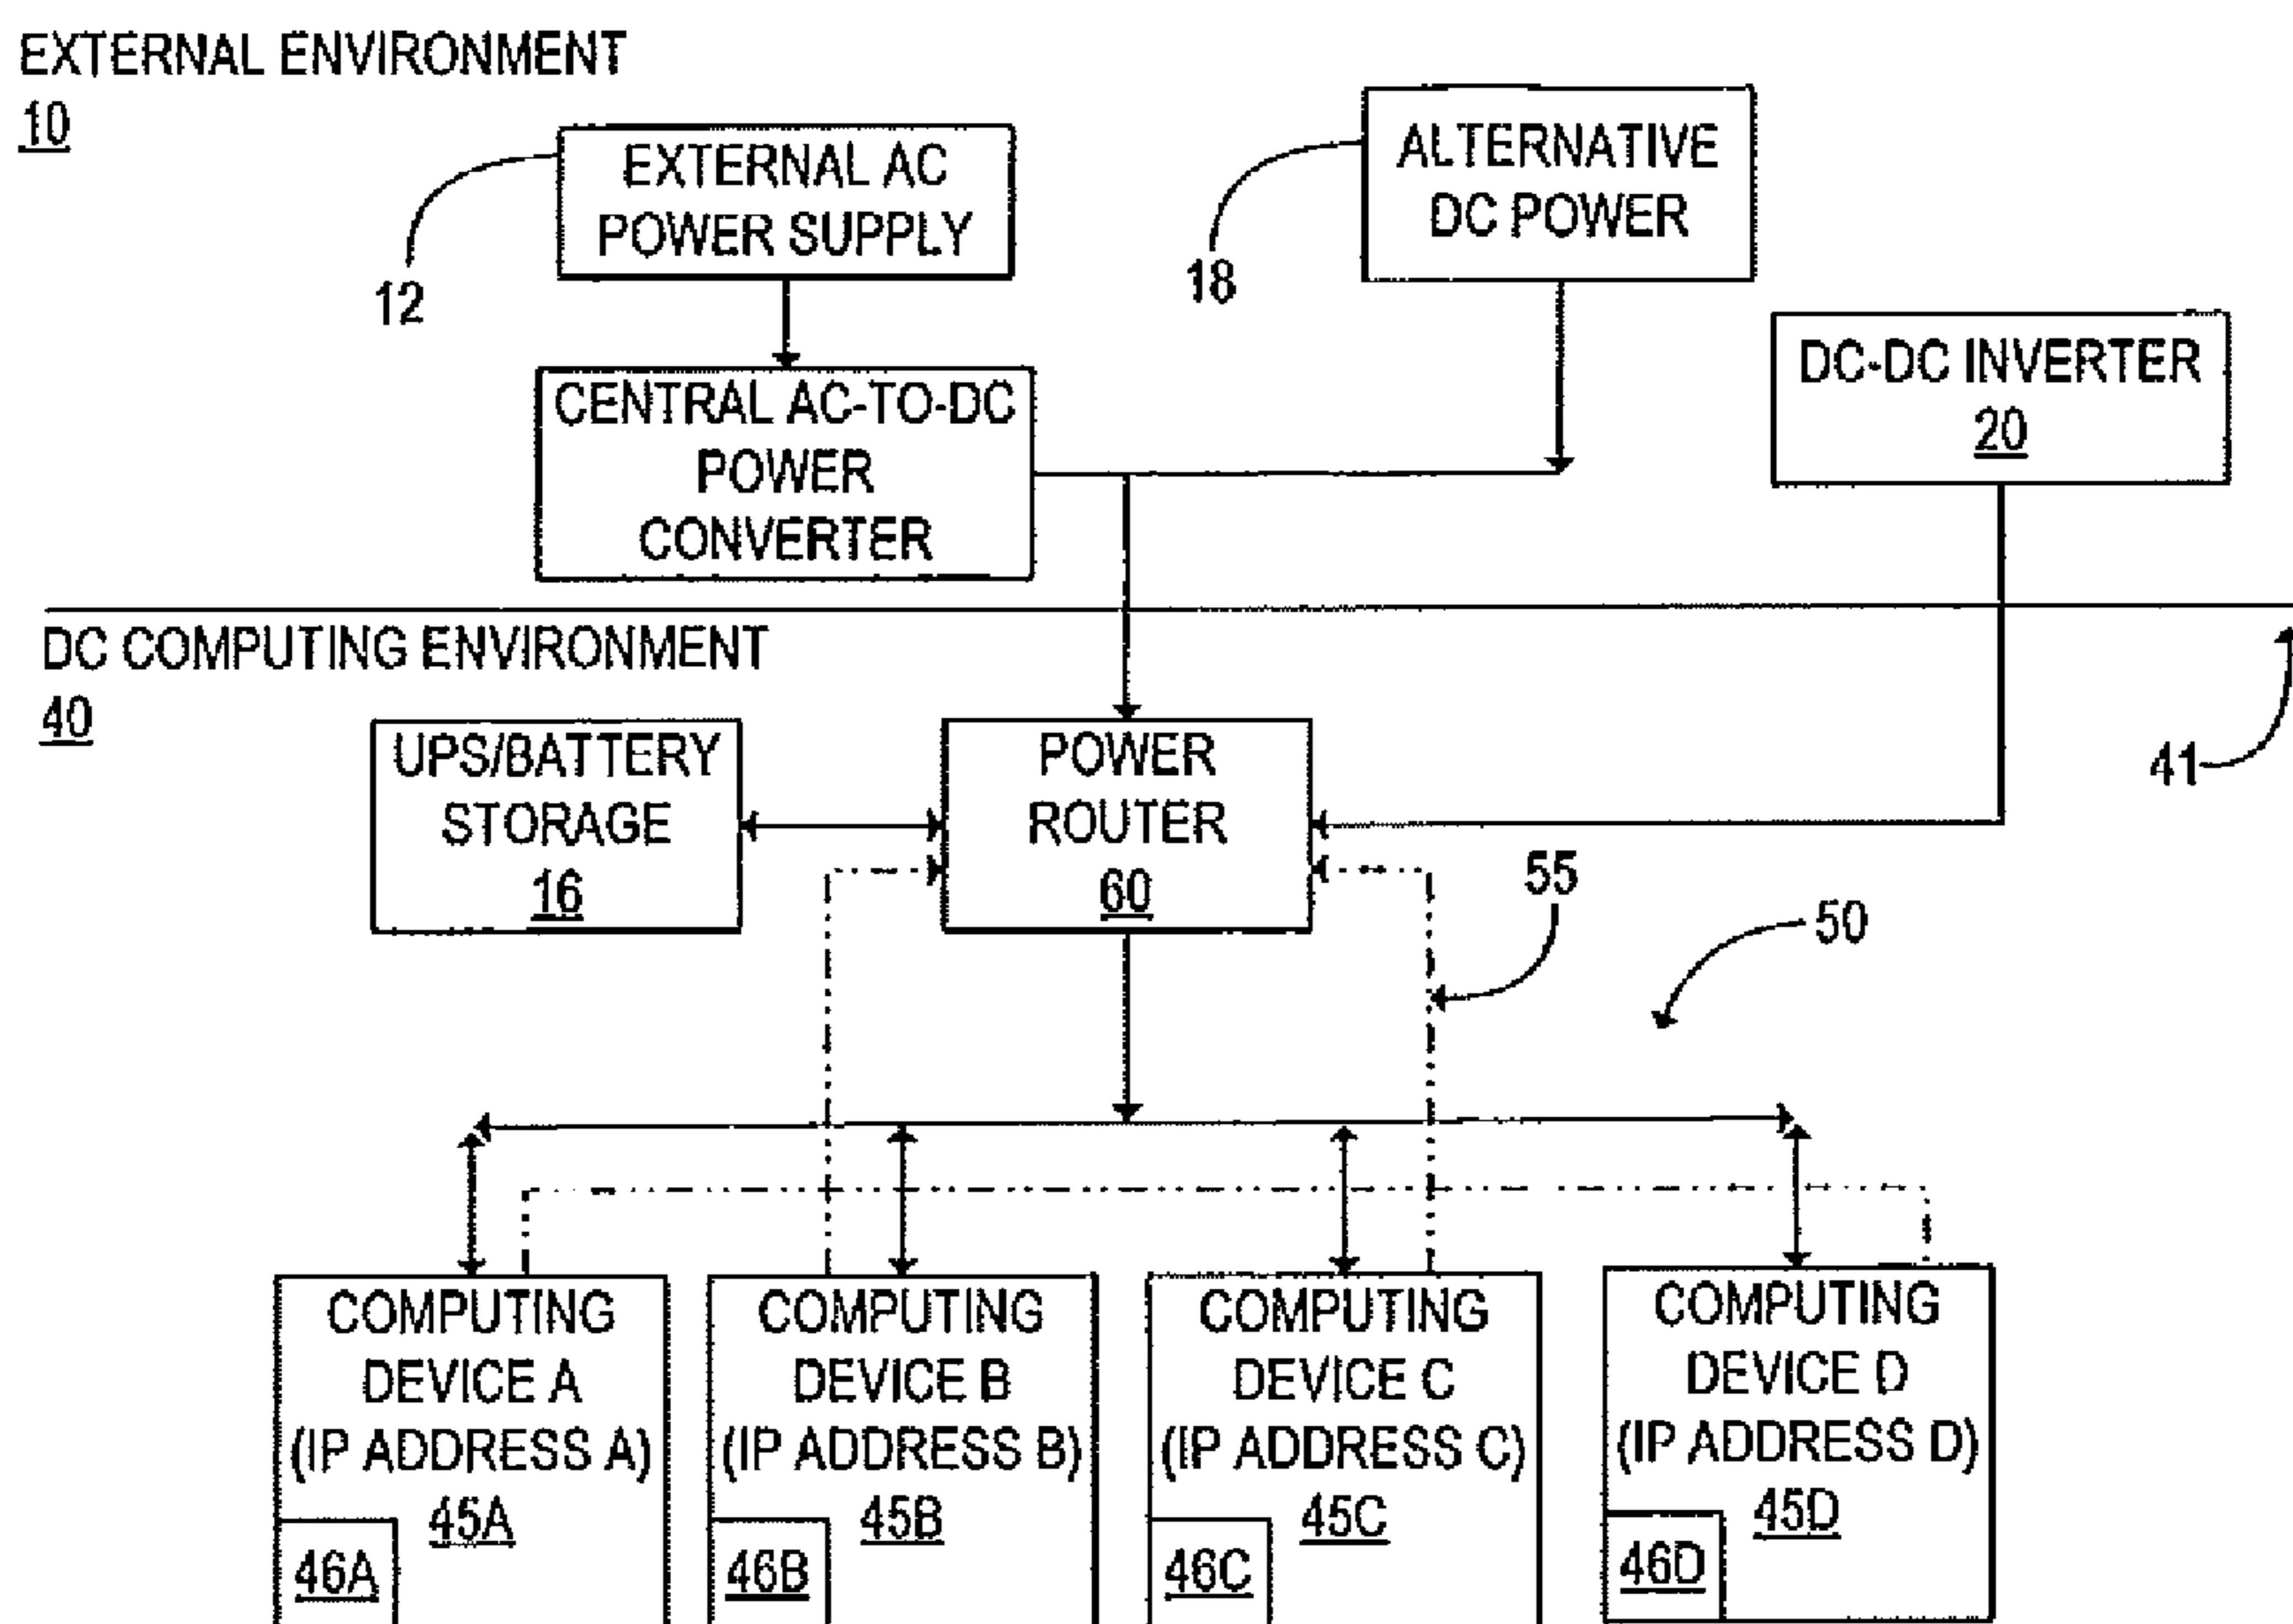 EXTERNAL ENVIRONMENT
10
EXTERNAL AC
POWER SUPPLY
12
ALTERNATIVE
DC POWER
18
CENTRAL AC-TO-DC
POWER
CONVERTER
DC-DC INVERTER
20
DC COMPUTING ENVIRONMENT
40
41
UPS/BATTERY
STORAGE
16
POWER
ROUTER
60
55
50
COMPUTING
DEVICE A
(IP ADDRESS A)
45A
46A
COMPUTING
DEVICE B
(IP ADDRESS B)
45B
46B
COMPUTING
DEVICE C
(IP ADDRESS C)
45C
46C
COMPUTING
DEVICE D
(IP ADDRESS D)
45D
46D